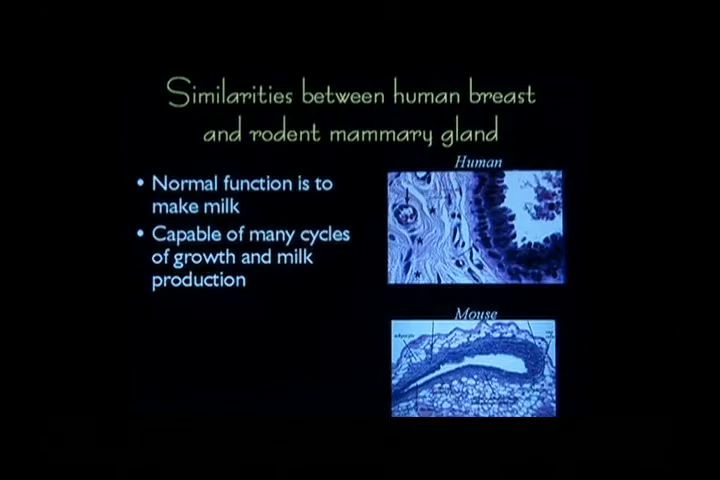 Similarities between human breast
and rodent mammary gland
• Normal function is to
make milk
• Capable of many cycles
of growth and milk
production
Human
Mouse